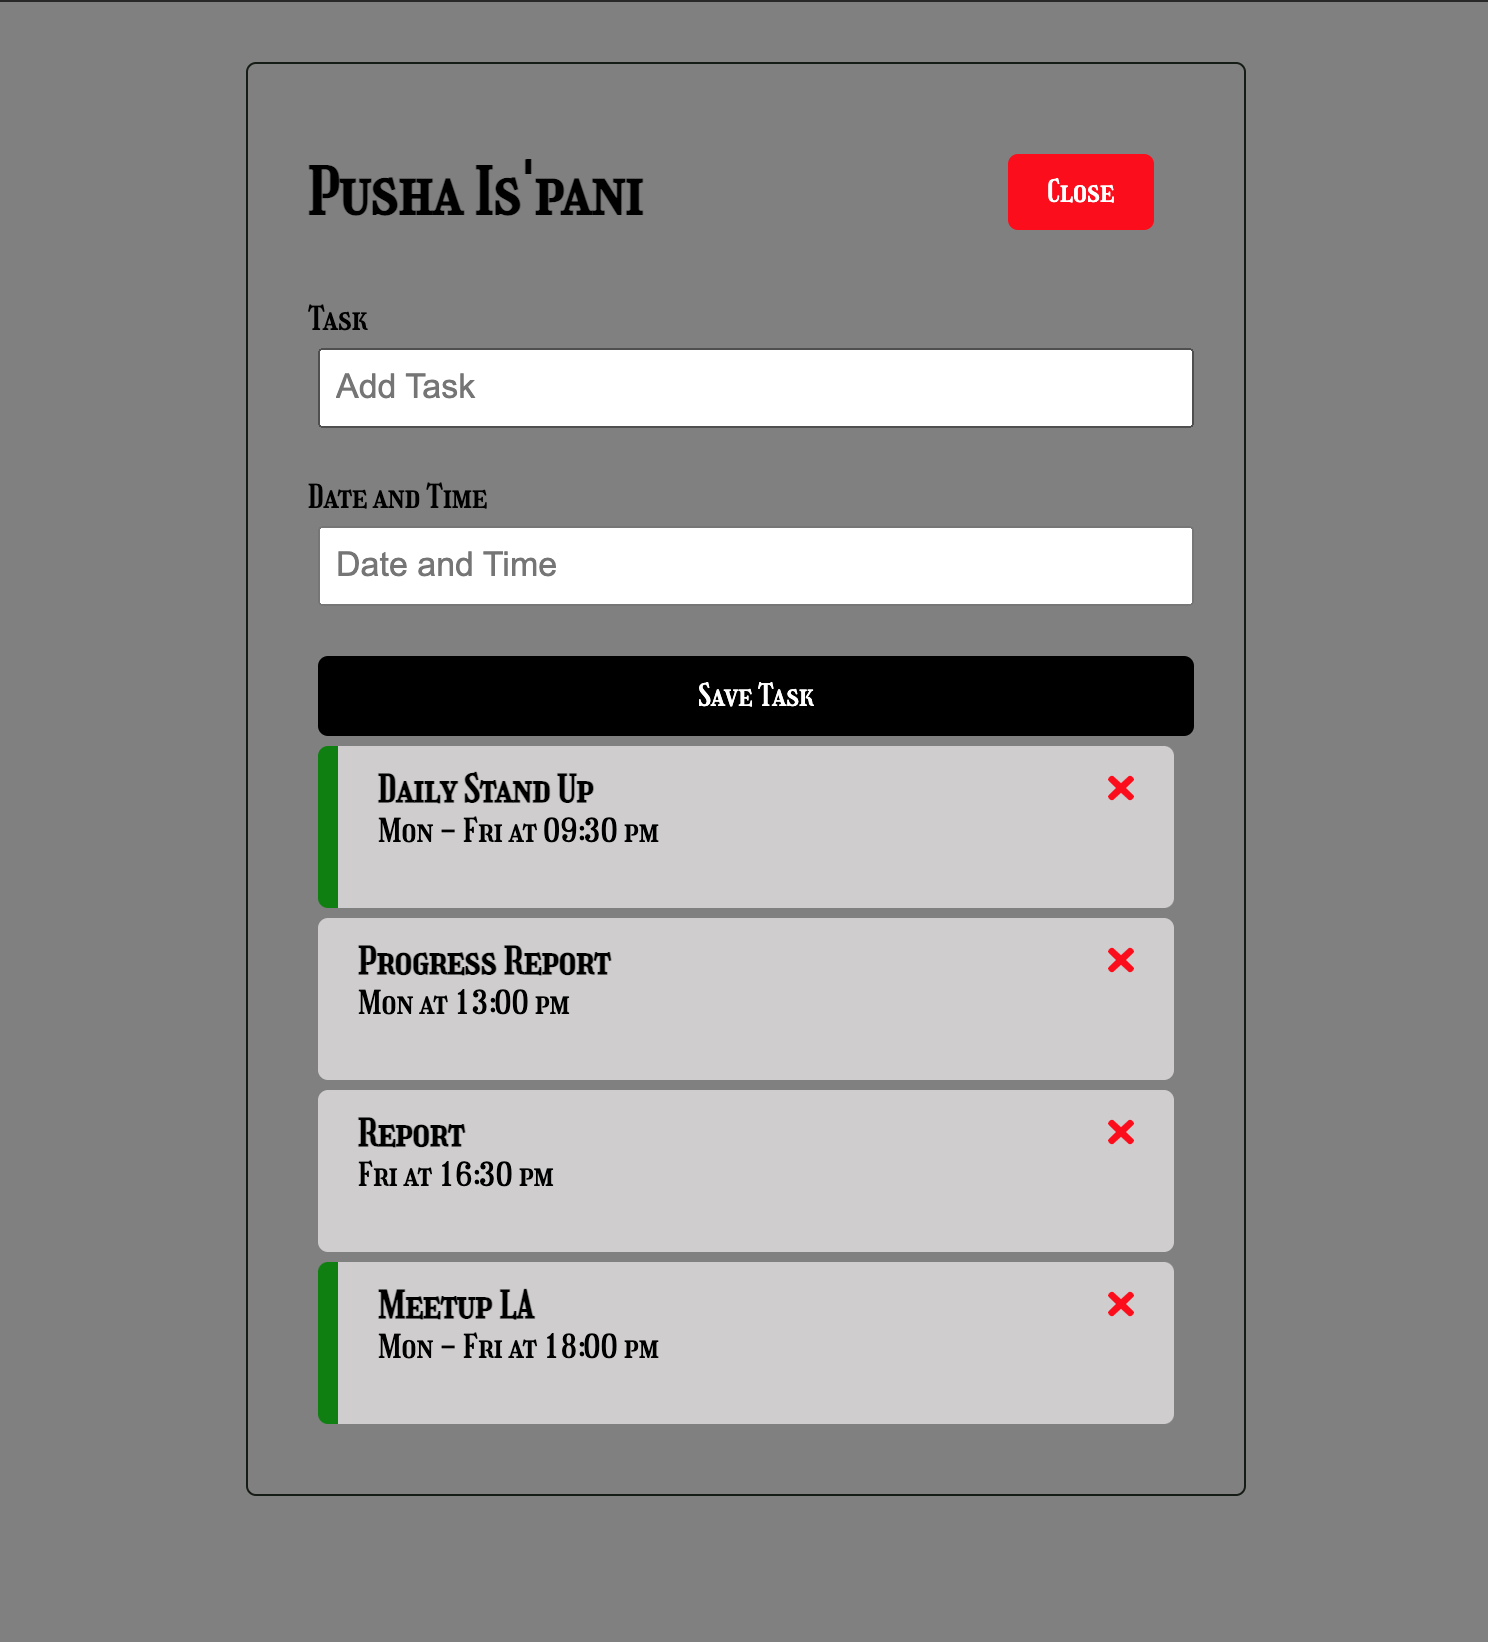 Pusha Is'pani
Close
Task
Add Task
Date and Time
Date and Time
Save Task
Daily Stand Up
Mon - Fri at 09:30 pm
Progress Report
Mon at 13:00 pm
Report
Fri at 16:30 pm
Meetup LA
Mon - Fri at 18:00 pm